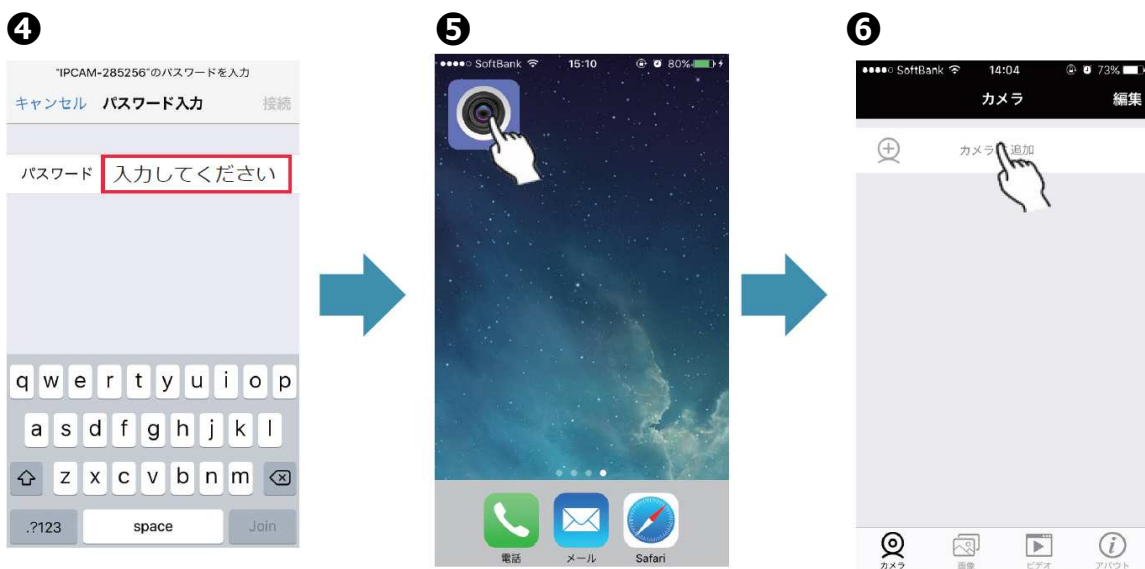 ❹
"IPCAM-285256"のパスワードを入力
キャンセル パスワード入力 接続
パスワード 入力してください
q w e r t y u i o p
a s d f g h j k l
z x c v b n m
.?123 space Join
❺
SoftBank 15:10 80%
電話 メール Safari
❻
SoftBank 14:04 73%
カメラ 編集
カメラ 追加
カメラ 画像 ビデオ アバウト